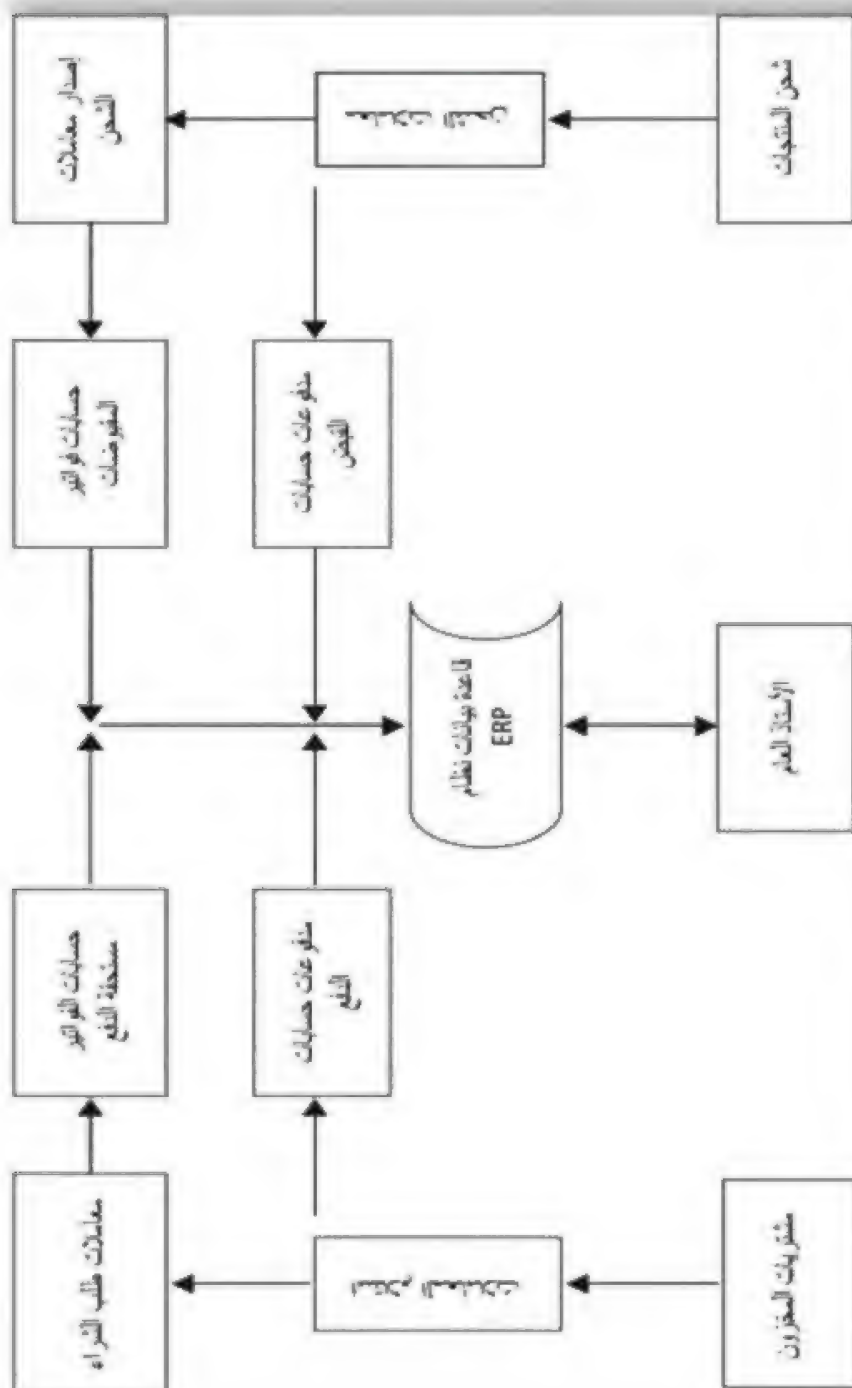 إصدار معاملات
الشحن
شحن المنتجات
حسابات فواتير
المقبوضات
مدفوعات حسابات
القبض
قاعدة بيانات نظام
ERP
الأستاذ العام
حسابات الفواتير
مستحقة الدفع
مدفوعات حسابات
الدفع
معاملات طلب الشراء
مشتريات المخزون